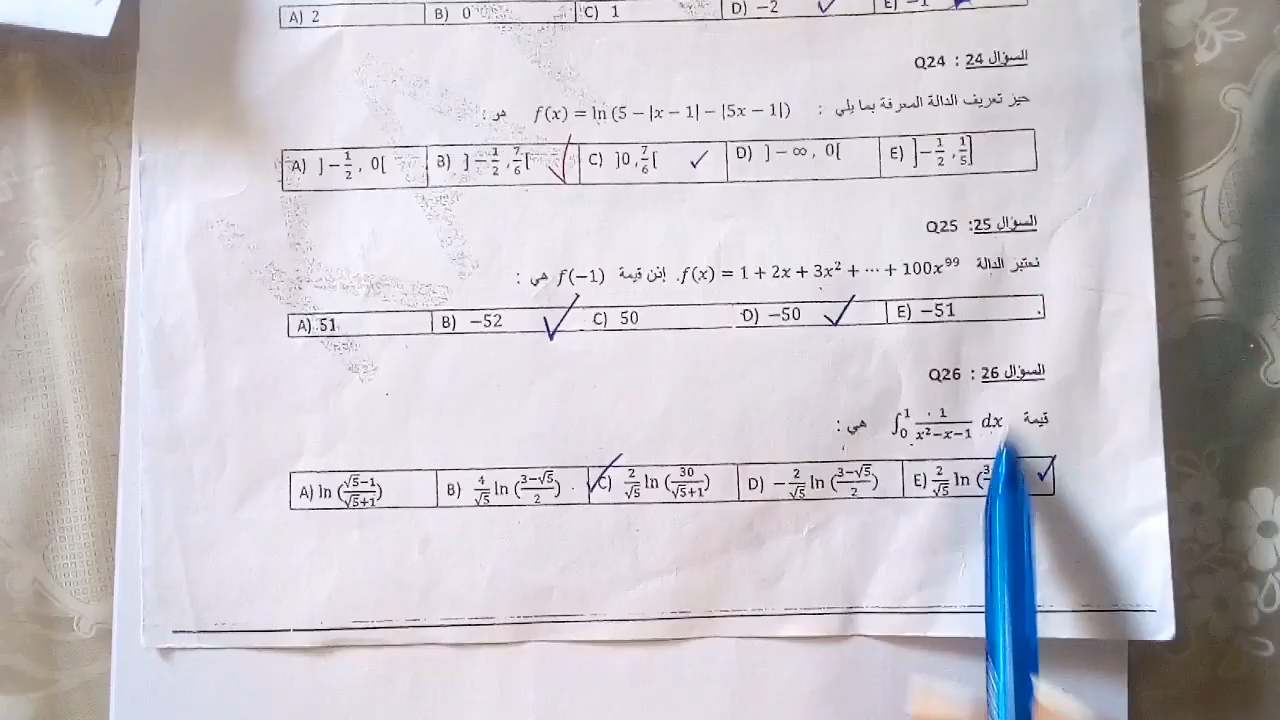 A) 2 B) 0 C) 1 D) −2 E) −1
السؤال 24 : Q24
حيز تعريف الدالة المعرفة بما يلي : f(x) = ln (5 − |x − 1| − |5x − 1|) هو :
A) ]−1/2 , 0[ B) ]−1/2 , 7/6[ C) ]0 , 7/6[ D) ]−∞ , 0[ E) ]−1/2 , 1/5]
السؤال 25: Q25
نعتبر الدالة f(x) = 1 + 2x + 3x² + ⋯ + 100x⁹⁹. إذن قيمة f(−1) هي :
A) 51 B) −52 C) 50 D) −50 E) −51
السؤال 26 : Q26
قيمة ∫₀¹ 1/(x²−x−1) dx هي :
A) ln (√5−1/√5+1) B) 4/√5 ln (3−√5/2) C) 2/√5 ln (30/√5+1) D) −2/√5 ln (3−√5/2) E) 2/√5 ln (3